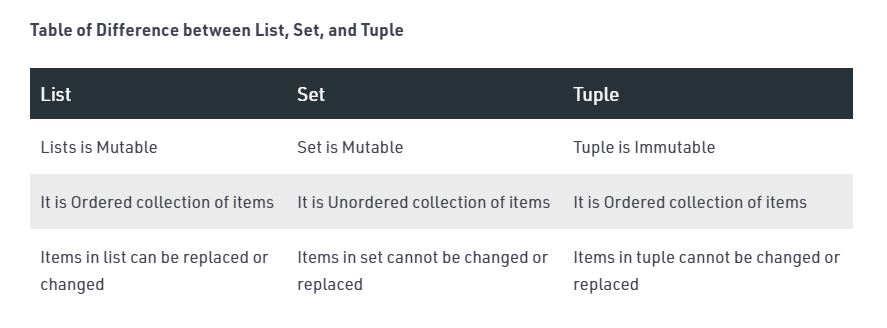 Table of Difference between List, Set, and Tuple
List Set Tuple
Lists is Mutable Set is Mutable Tuple is Immutable
It is Ordered collection of items It is Unordered collection of items It is Ordered collection of items
Items in list can be replaced or Items in set cannot be changed or Items in tuple cannot be changed or
changed replaced replaced